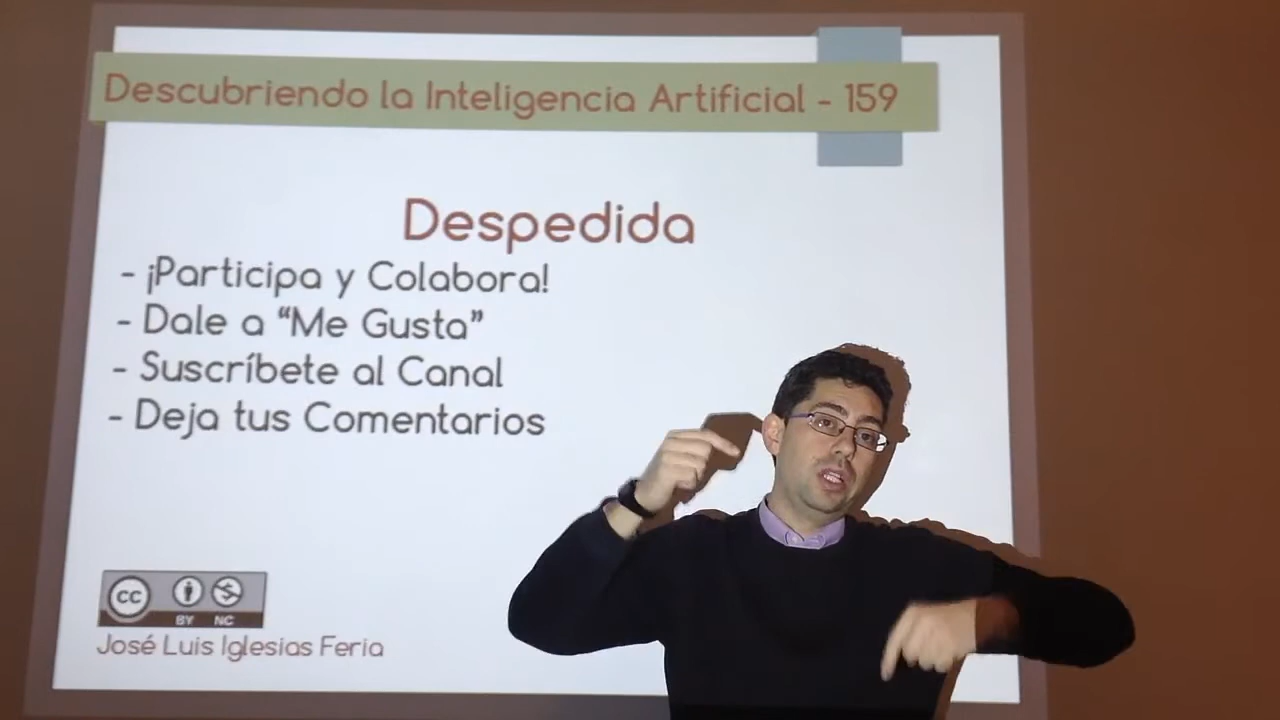 Descubriendo la Inteligencia Artificial - 159
Despedida
- ¡Participa y Colabora!
- Dale a “Me Gusta”
- Suscríbete al Canal
- Deja tus Comentarios
cc
BY NC
José Luis Iglesias Feria